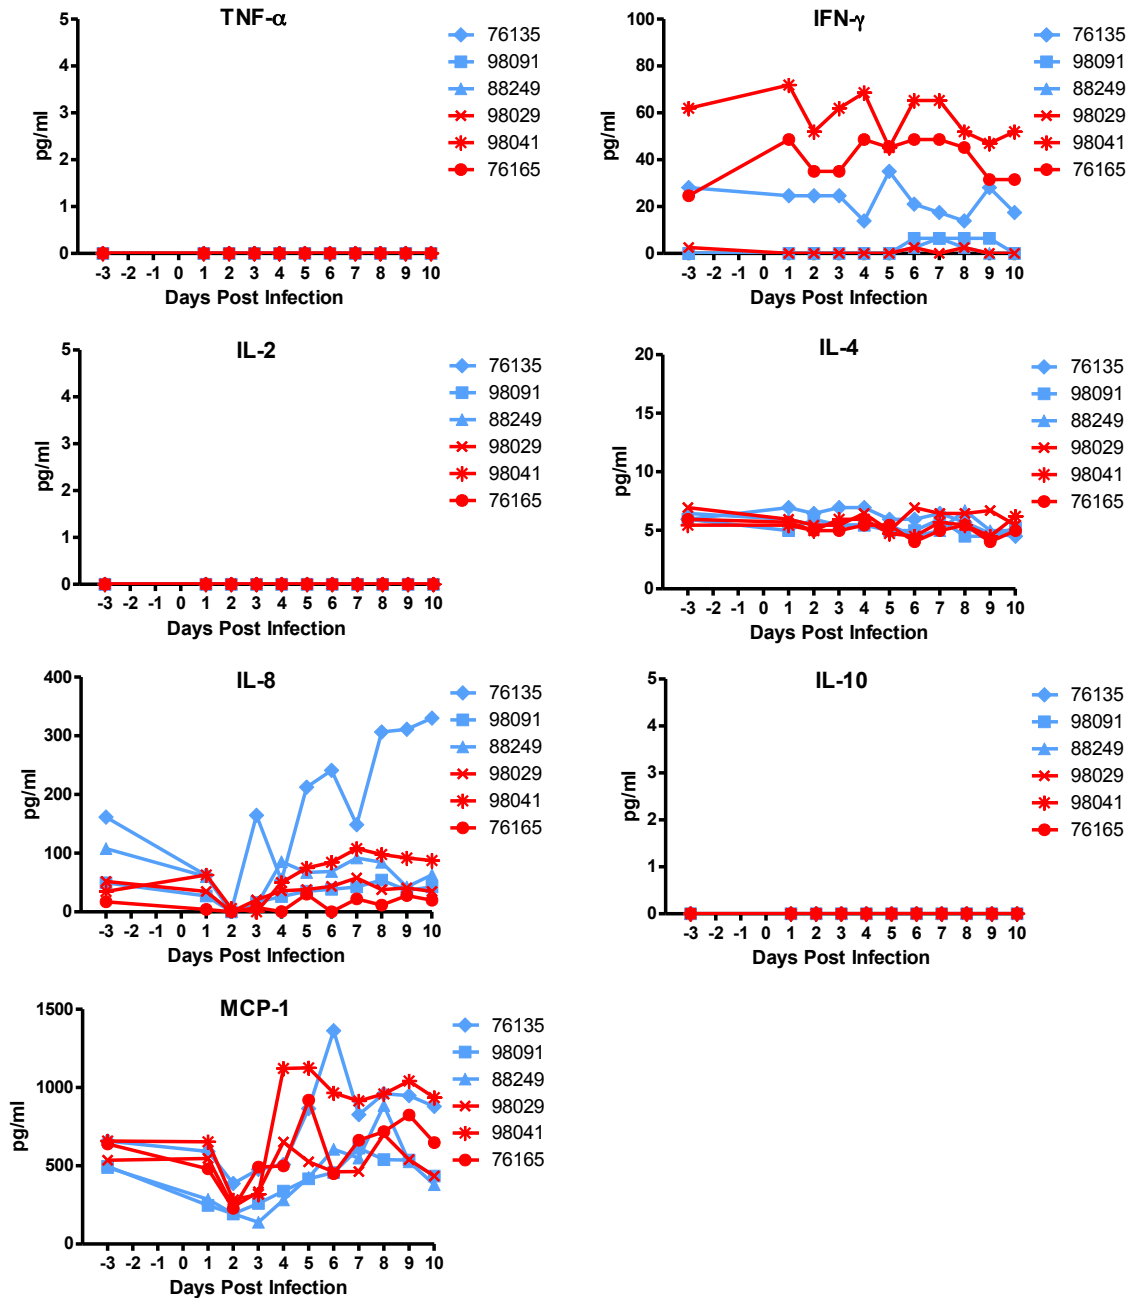 TNF-α
5
4
3
2
1
0
pg/ml
-3 -2 -1 0 1 2 3 4 5 6 7 8 9 10
Days Post Infection
76135
98091
88249
98029
98041
76165
IFN-γ
100
80
60
40
20
0
pg/ml
-3 -2 -1 0 1 2 3 4 5 6 7 8 9 10
Days Post Infection
76135
98091
88249
98029
98041
76165
IL-2
5
4
3
2
1
0
pg/ml
-3 -2 -1 0 1 2 3 4 5 6 7 8 9 10
Days Post Infection
76135
98091
88249
98029
98041
76165
IL-4
20
15
10
5
0
pg/ml
-3 -2 -1 0 1 2 3 4 5 6 7 8 9 10
Days Post Infection
76135
98091
88249
98029
98041
76165
IL-8
400
300
200
100
0
pg/ml
-3 -2 -1 0 1 2 3 4 5 6 7 8 9 10
Days Post Infection
76135
98091
88249
98029
98041
76165
IL-10
5
4
3
2
1
0
pg/ml
-3 -2 -1 0 1 2 3 4 5 6 7 8 9 10
Days Post Infection
76135
98091
88249
98029
98041
76165
MCP-1
1500
1000
500
0
pg/ml
-3 -2 -1 0 1 2 3 4 5 6 7 8 9 10
Days Post Infection
76135
98091
88249
98029
98041
76165